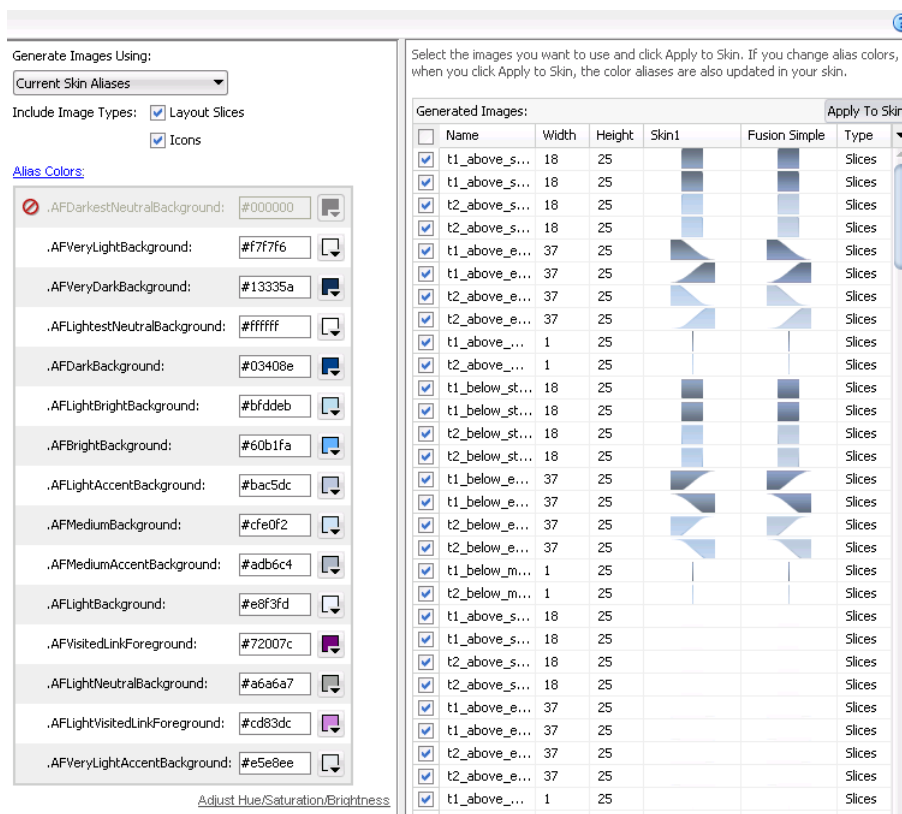 Generate Images Using:
Current Skin Aliases
Include Image Types: Layout Slices
Icons
Alias Colors:
.AFDarkestNeutralBackground: #000000
.AFVeryLightBackground: #f7f7f6
.AFVeryDarkBackground: #13335a
.AFLightestNeutralBackground: #ffffff
.AFDarkBackground: #03408e
.AFLightBrightBackground: #bfddeb
.AFBrightBackground: #60b1fa
.AFLightAccentBackground: #bac5dc
.AFMediumBackground: #cfe0f2
.AFMediumAccentBackground: #adb6c4
.AFLightBackground: #e8f3fd
.AFVisitedLinkForeground: #72007c
.AFLightNeutralBackground: #a6a6a7
.AFLightVisitedLinkForeground: #cd83dc
.AFVeryLightAccentBackground: #e5e8ee
Adjust Hue/Saturation/Brightness
Select the images you want to use and click Apply to Skin. If you change alias colors,
when you click Apply to Skin, the color aliases are also updated in your skin.
Generated Images: Apply To Skin
Name Width Height Skin1 Fusion Simple Type
t1_above_s... 18 25 Slices
t1_above_s... 18 25 Slices
t2_above_s... 18 25 Slices
t2_above_s... 18 25 Slices
t1_above_e... 37 25 Slices
t1_above_e... 37 25 Slices
t2_above_e... 37 25 Slices
t2_above_e... 37 25 Slices
t1_above_... 1 25 Slices
t2_above_... 1 25 Slices
t1_below_st... 18 25 Slices
t1_below_st... 18 25 Slices
t2_below_st... 18 25 Slices
t2_below_st... 18 25 Slices
t1_below_e... 37 25 Slices
t1_below_e... 37 25 Slices
t2_below_e... 37 25 Slices
t2_below_e... 37 25 Slices
t1_below_m... 1 25 Slices
t2_below_m... 1 25 Slices
t1_above_s... 18 25 Slices
t1_above_s... 18 25 Slices
t2_above_s... 18 25 Slices
t2_above_s... 18 25 Slices
t1_above_e... 37 25 Slices
t1_above_e... 37 25 Slices
t2_above_e... 37 25 Slices
t2_above_e... 37 25 Slices
t1_above_... 1 25 Slices